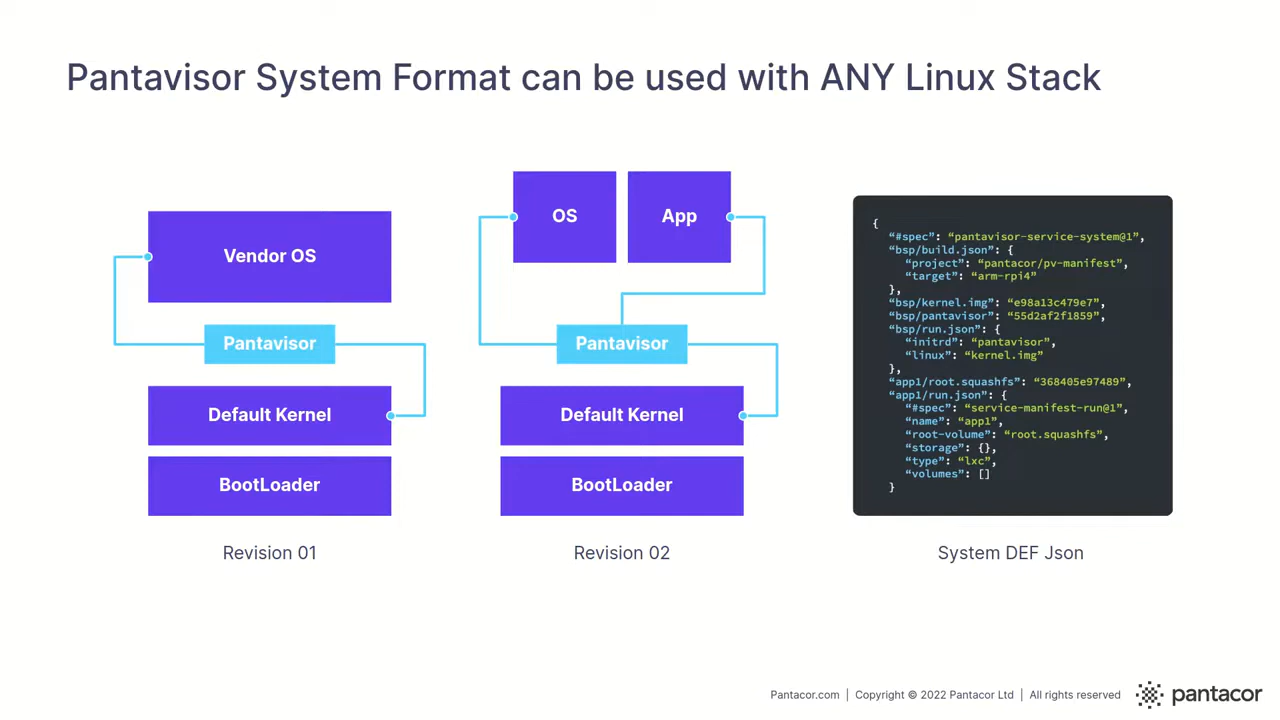 Pantavisor System Format can be used with ANY Linux Stack
Vendor OS
Pantavisor
Default Kernel
BootLoader
Revision 01
OS
App
Pantavisor
Default Kernel
BootLoader
Revision 02
{
“#spec”: “pantavisor-service-system@1”,
“bsp/build.json”: {
“project”: “pantacor/pv-manifest”,
“target”: “arm-rpi4”
},
“bsp/kernel.img”: “e98a13c479e7”,
“bsp/pantavisor”: “55d2af2f1859”,
“bsp/run.json”: {
“initrd”: “pantavisor”,
“linux”: “kernel.img”
},
“app1/root.squashfs”: “368405e97489”,
“app1/run.json”: {
“#spec”: “service-manifest-run@1”,
“name”: “app1”,
“root-volume”: “root.squashfs”,
“storage”: {},
“type”: “lxc”,
“volumes”: []
}
System DEF Json
Pantacor.com | Copyright © 2022 Pantacor Ltd | All rights reserved
pantacor